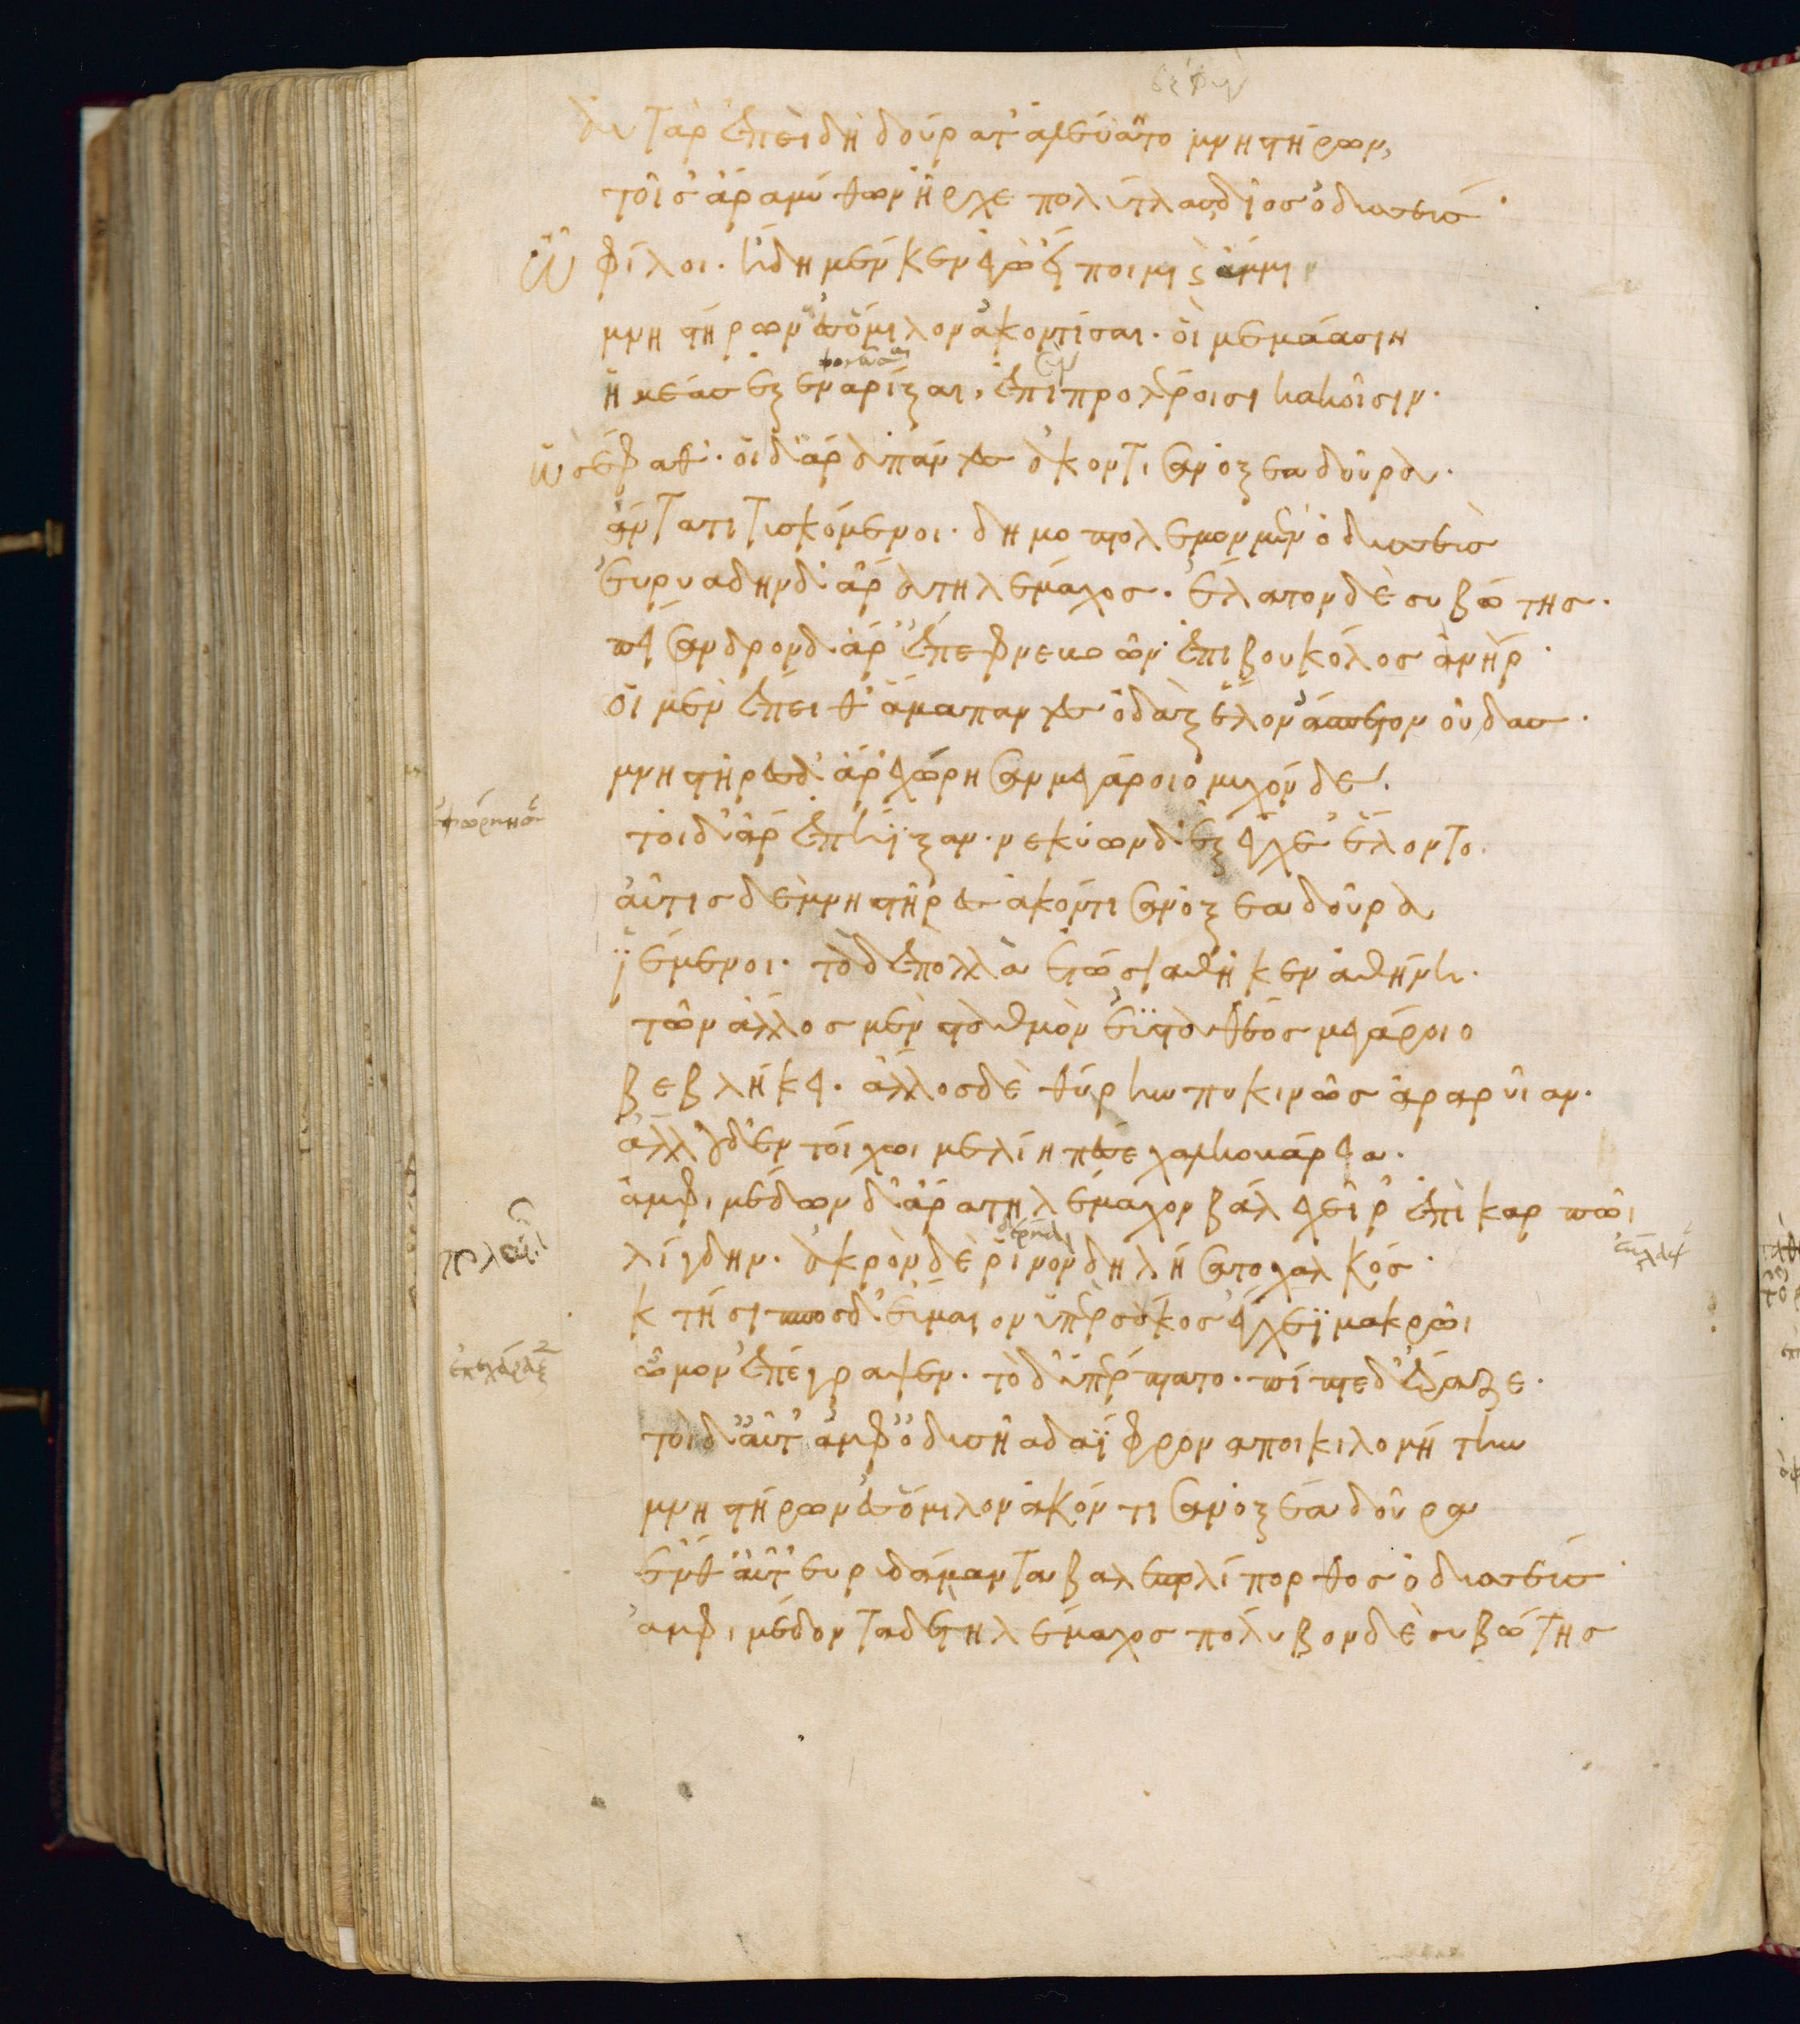 αὐτὰρ ἐπειδὴ δούρατ' ἀλεύαντο μνηστήρων,
τοῖσ ἄρα μύθων ἦρχε πολύτλασ δῖοσ ὀδυσσεύσ·
ὦ φίλοι· ἤδη μέν κεν ἐγὼν εἴποιμι καὶ ἄμμιν
μνηστήρων ἐσ ὅμιλον ἀκοντίσαι· οἳ μεμάασιν
ἡμέασ ἐξεναρίξαι, ἐπὶ προτέροισι κακοῖσιν·
ὣσ ἔφαθ'· οἱ δ' ἄρα πάντεσ ἀκόντισαν ὀξέα δοῦρα·
ἄντα τιτυσκόμενοι· δημοπτόλεμον μὲν ὀδυσσεὺσ
εὐρυάδην δ' ἄρα τηλέμαχοσ· ἔλατον δὲ συβώτησ·
πείσανδρον δ' ἄρ' ἔπεφνε βοῶν ἐπιβουκόλοσ ἀνήρ·
οἱ μὲν ἔπειθ' ἅμα πάντεσ ὀδὰξ ἕλον ἄσπετον οὖδασ·
μνηστῆρεσ δ' ἀνεχώρησαν μεγάροιο μυχόνδε·
τοὶ δ' ἄρ' ἐπήϊξαν· νεκύων δ' ἐξ ἔγχε' ἕλοντο·
αὖτισ δὲ μνηστῆρεσ ἀκόντισαν ὀξέα δοῦρα
ἱέμενοι· τὰ δὲ πολλὰ ἐτώσια θῆκεν ἀθήνη·
τῶν ἄλλοσ μὲν σταθμὸν ἐϋσταθέοσ μεγάροιο
βεβλήκει· ἄλλοσ δὲ θύρην πυκινῶσ ἀραρυῖαν·
ἄλλου δ' ἐν τοίχωι μελίη πέσε χαλκοβάρεια·
ἀμφιμέδων δ' ἄρα τηλέμαχον βάλε χεῖρ' ἐπὶ καρπῶι
λίγδην· ἄκρον δὲ ῥινὸν δηλήσατο χαλκόσ·
κτήσιπποσ δ' εὔμαιον ὑπὲρ σάκοσ ἔγχεϊ μακρῶι
ὦμον ἐπέγραψεν· τὸ δ' ὑπέρπτατο· πῖπτε δ' ἔραζε·
τοὶ δ' αὖτ' ἀμφ' ὀδυσῆα δαΐφρονα ποικιλομήτην
μνηστήρων ἐσ ὅμιλον ἀκόντισαν ὀξέα δοῦρα
ἔνθ' αὖτ' εὐρυδάμαντα βάλε πτολίπορθοσ ὀδυσσεύσ
ἀμφιμέδοντα δὲ τηλέμαχοσ πόλυβον δὲ συβώτησ